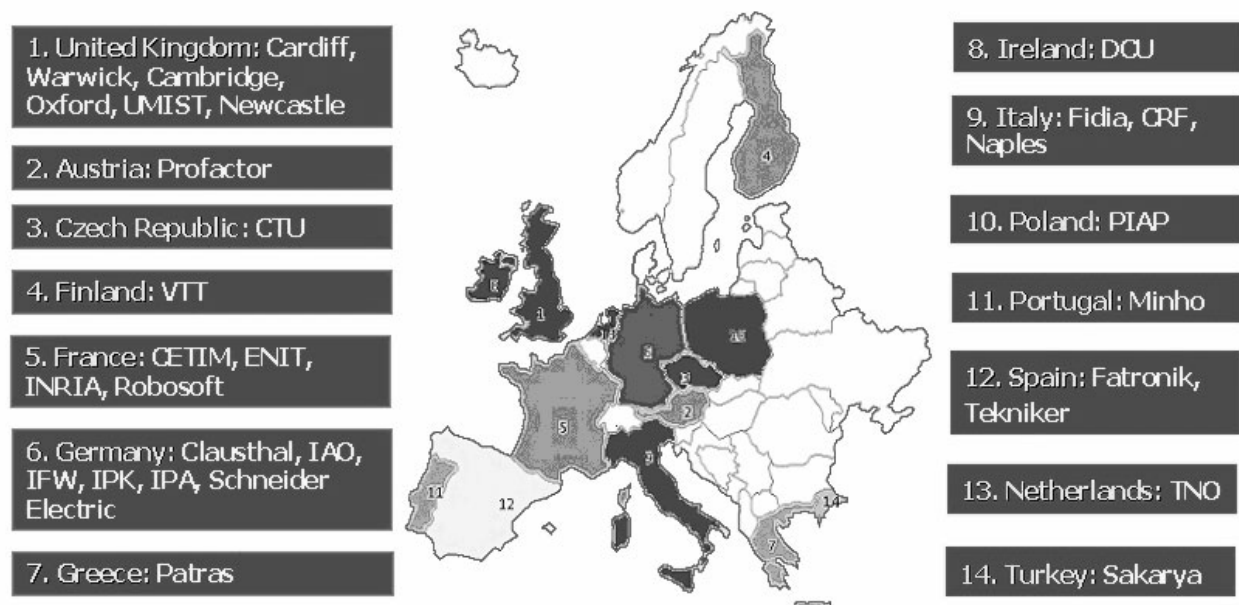 1. United Kingdom: Cardiff,
Warwick, Cambridge,
Oxford, UMIST, Newcastle
2. Austria: Profactor
3. Czech Republic: CTU
4. Finland: VTT
5. France: CETIM, ENIT,
INRIA, Robosoft
6. Germany: Clausthal, IAO,
IFW, IPK, IPA, Schneider
Electric
7. Greece: Patras
8. Ireland: DCU
9. Italy: Fidia, CRF,
Naples
10. Poland: PIAP
11. Portugal: Minho
12. Spain: Fatronik,
Tekniker
13. Netherlands: TNO
14. Turkey: Sakarya
4
1
3
2
5
9
11
12
14
7